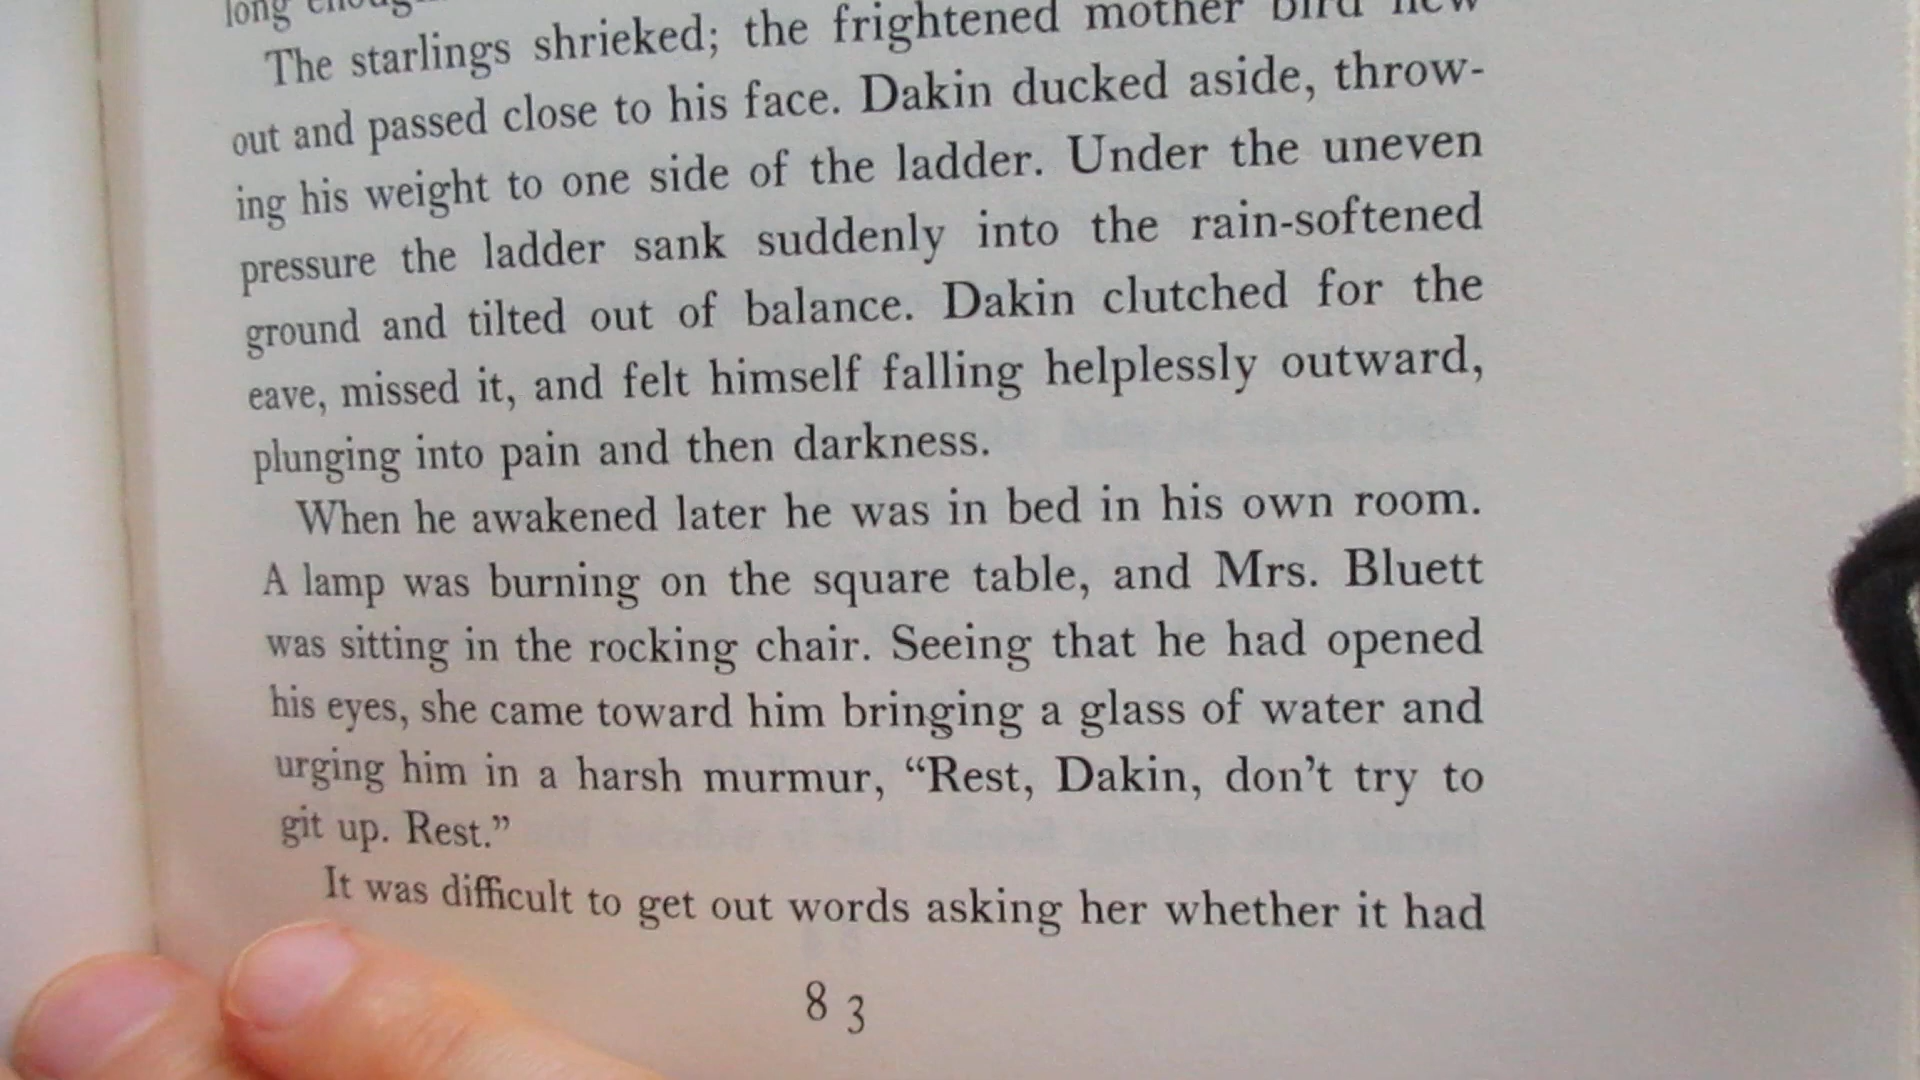 long
The starlings shrieked; the frightened mother bird flew
out and passed close to his face. Dakin ducked aside, throw-
ing his weight to one side of the ladder. Under the uneven
pressure the ladder sank suddenly into the rain-softened
ground and tilted out of balance. Dakin clutched for the
eave, missed it, and felt himself falling helplessly outward,
plunging into pain and then darkness.
When he awakened later he was in bed in his own room.
A lamp was burning on the square table, and Mrs. Bluett
was sitting in the rocking chair. Seeing that he had opened
his eyes, she came toward him bringing a glass of water and
urging him in a harsh murmur, “Rest, Dakin, don’t try to
git up. Rest.”
It was difficult to get out words asking her whether it had
83